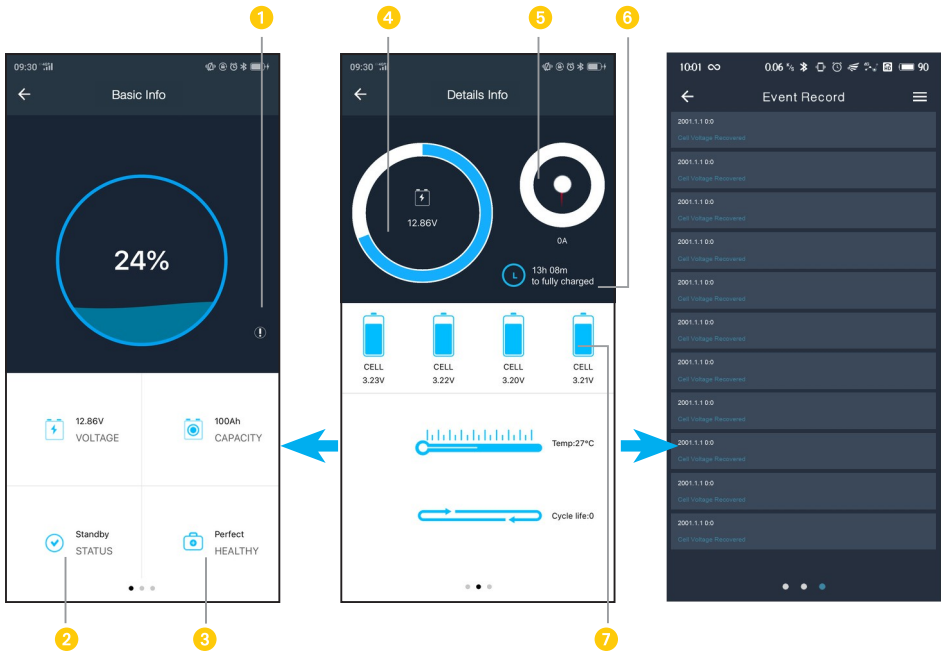 1
4
5
6
09:30
Basic Info
24%
12.86V
VOLTAGE
100Ah
CAPACITY
Standby
STATUS
Perfect
HEALTHY
2
3
09:30
Details Info
12.86V
0A
L
13h 08m
to fully charged
CELL
3.23V
CELL
3.22V
CELL
3.20V
CELL
3.21V
Temp:27°C
Cycle life:0
7
10:01
0.06
90
Event Record
2001.1.1 0:0
Cell Voltage Recovered
2001.1.1 0:0
Cell Voltage Recovered
2001.1.1 0:0
Cell Voltage Recovered
2001.1.1 0:0
Cell Voltage Recovered
2001.1.1 0:0
Cell Voltage Recovered
2001.1.1 0:0
Cell Voltage Recovered
2001.1.1 0:0
Cell Voltage Recovered
2001.1.1 0:0
Cell Voltage Recovered
2001.1.1 0:0
Cell Voltage Recovered
2001.1.1 0:0
Cell Voltage Recovered
2001.1.1 0:0
Cell Voltage Recovered